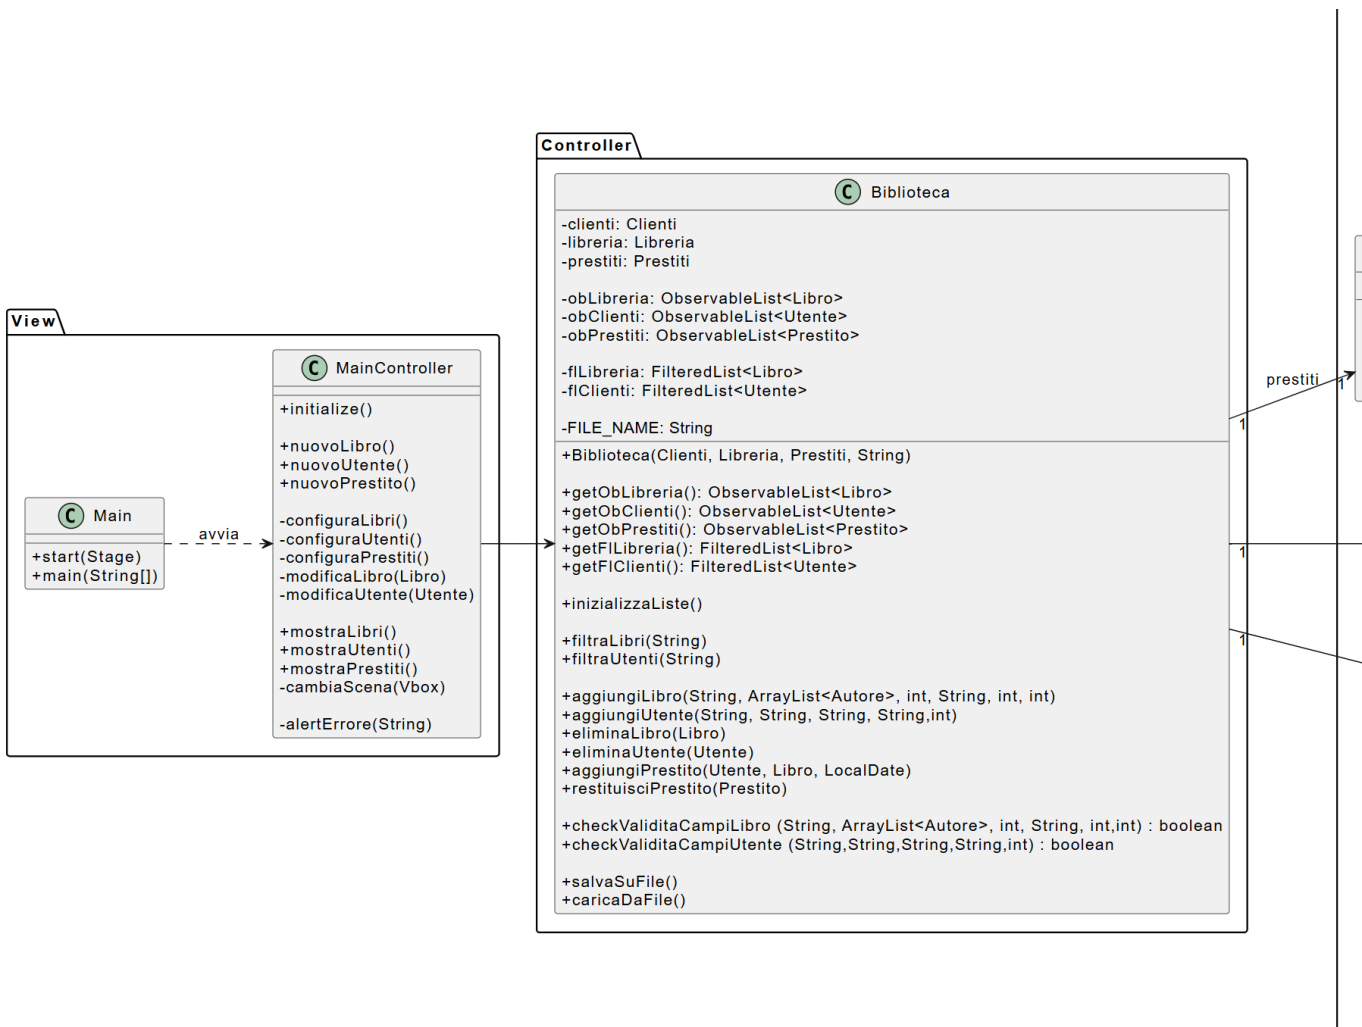 View
C Main
+start(Stage)
+main(String[])
avvia
C MainController
+initialize()
+nuovoLibro()
+nuovoUtente()
+nuovoPrestito()
-configuraLibri()
-configuraUtenti()
-configuraPrestiti()
-modificaLibro(Libro)
-modificaUtente(Utente)
+mostraLibri()
+mostraUtenti()
+mostraPrestiti()
-cambiaScena(Vbox)
-alertErrore(String)
Controller
C Biblioteca
-clienti: Clienti
-libreria: Libreria
-prestiti: Prestiti
-obLibreria: ObservableList<Libro>
-obClienti: ObservableList<Utente>
-obPrestiti: ObservableList<Prestito>
-flLibreria: FilteredList<Libro>
-flClienti: FilteredList<Utente>
-FILE_NAME: String
+Biblioteca(Clienti, Libreria, Prestiti, String)
+getObLibreria(): ObservableList<Libro>
+getObClienti(): ObservableList<Utente>
+getObPrestiti(): ObservableList<Prestito>
+getFlLibreria(): FilteredList<Libro>
+getFlClienti(): FilteredList<Utente>
+inizializzaListe()
+filtraLibri(String)
+filtraUtenti(String)
+aggiungiLibro(String, ArrayList<Autore>, int, String, int, int)
+aggiungiUtente(String, String, String, String,int)
+eliminaLibro(Libro)
+eliminaUtente(Utente)
+aggiungiPrestito(Utente, Libro, LocalDate)
+restituisciPrestito(Prestito)
+checkValiditaCampiLibro (String, ArrayList<Autore>, int, String, int,int) : boolean
+checkValiditaCampiUtente (String,String,String,String,int) : boolean
+salvaSuFile()
+caricaDaFile()
prestiti
1
1
1
1